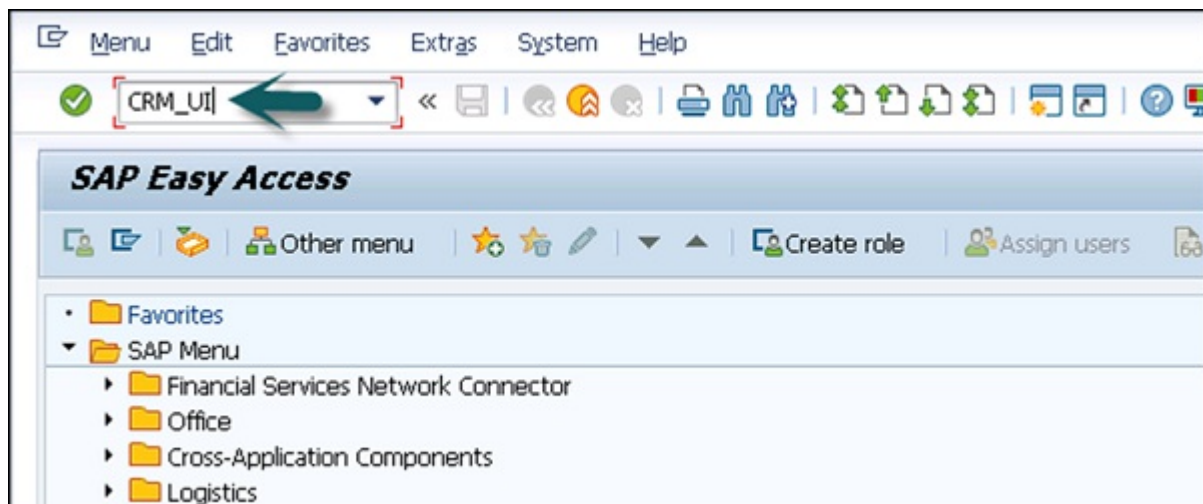 Menu Edit Favorites Extras System Help
CRM_UI
SAP Easy Access
Other menu Create role Assign users
Favorites
SAP Menu
Financial Services Network Connector
Office
Cross-Application Components
Logistics